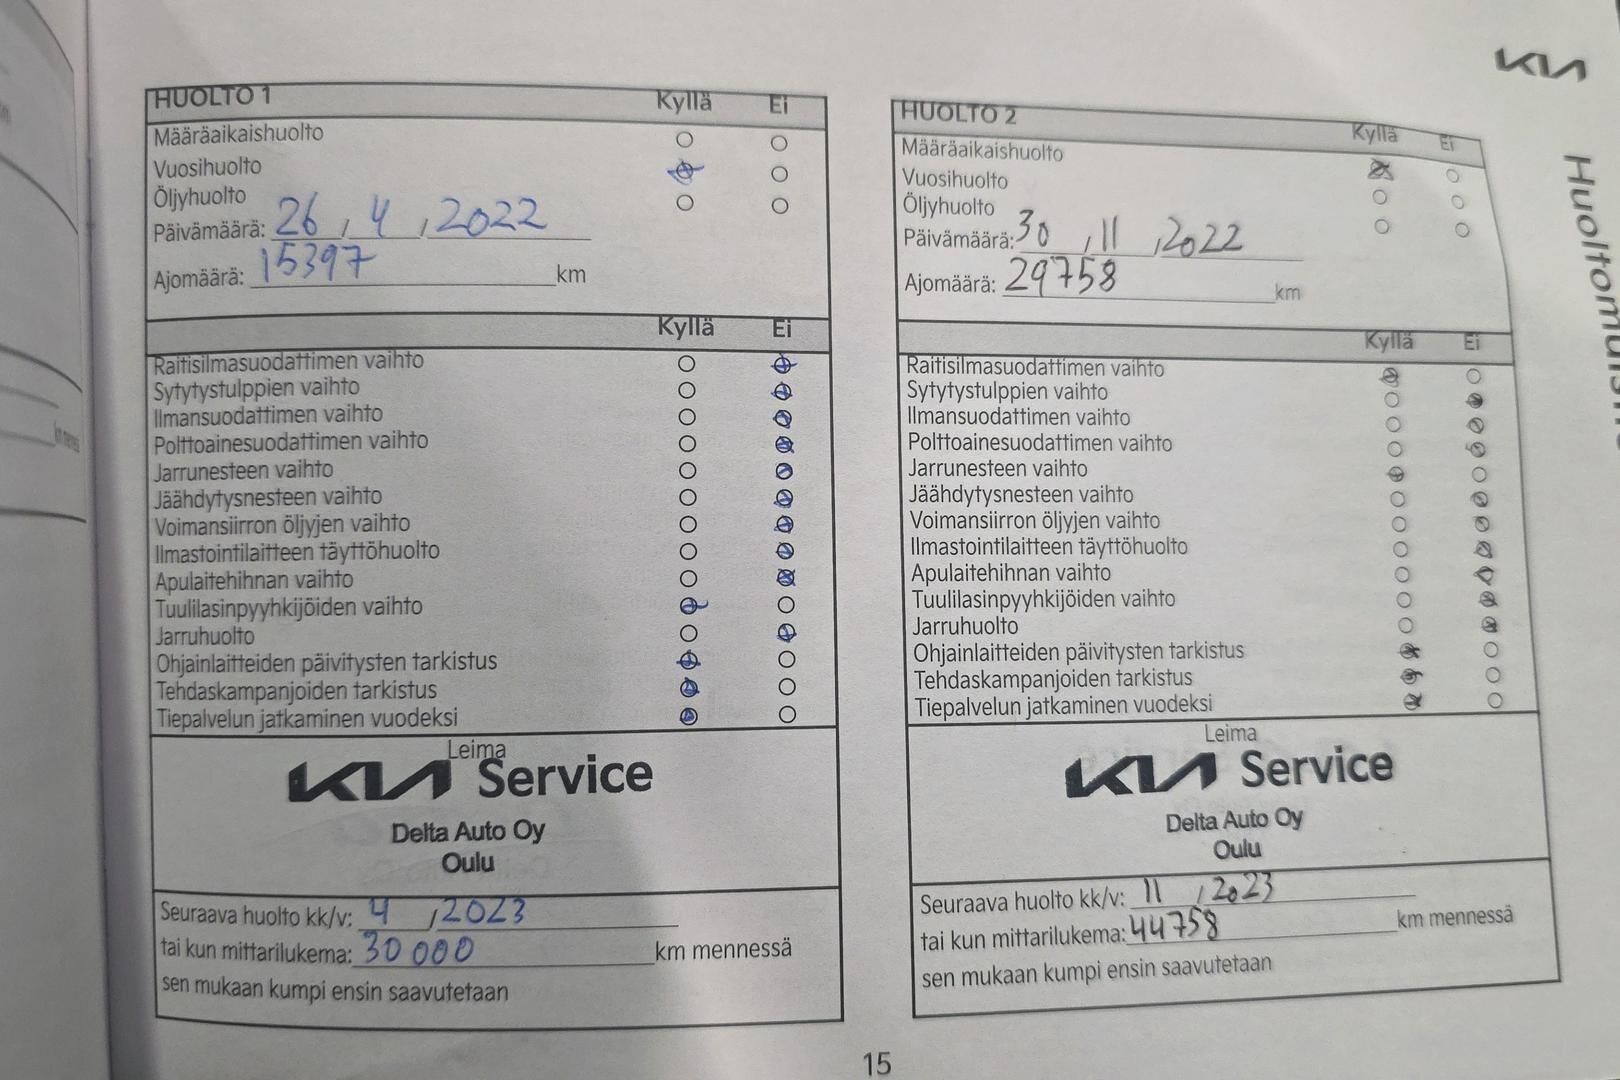 KIA
Huoltomuist
HUOLTO 1 Kyllä Ei
Määräaikaishuolto
Vuosihuolto
Öljyhuolto
Päivämäärä: 26 / 4 / 2022
Ajomäärä: 15397 km
Kyllä Ei
Raitisilmasuodattimen vaihto
Sytytystulppien vaihto
Ilmansuodattimen vaihto
Polttoainesuodattimen vaihto
Jarrunesteen vaihto
Jäähdytysnesteen vaihto
Voimansiirron öljyjen vaihto
Ilmastointilaitteen täyttöhuolto
Apulaitehihnan vaihto
Tuulilasinpyyhkijöiden vaihto
Jarruhuolto
Ohjainlaitteiden päivitysten tarkistus
Tehdaskampanjoiden tarkistus
Tiepalvelun jatkaminen vuodeksi
Leima
KIA Service
Delta Auto Oy
Oulu
Seuraava huolto kk/v: 4 / 2023
tai kun mittarilukema: 30 000 km mennessä
sen mukaan kumpi ensin saavutetaan
HUOLTO 2 Kyllä Ei
Määräaikaishuolto
Vuosihuolto
Öljyhuolto
Päivämäärä: 30 / 11 / 2022
Ajomäärä: 29758 km
Kyllä Ei
Raitisilmasuodattimen vaihto
Sytytystulppien vaihto
Ilmansuodattimen vaihto
Polttoainesuodattimen vaihto
Jarrunesteen vaihto
Jäähdytysnesteen vaihto
Voimansiirron öljyjen vaihto
Ilmastointilaitteen täyttöhuolto
Apulaitehihnan vaihto
Tuulilasinpyyhkijöiden vaihto
Jarruhuolto
Ohjainlaitteiden päivitysten tarkistus
Tehdaskampanjoiden tarkistus
Tiepalvelun jatkaminen vuodeksi
Leima
KIA Service
Delta Auto Oy
Oulu
Seuraava huolto kk/v: 11 / 2023
tai kun mittarilukema: 44758 km mennessä
sen mukaan kumpi ensin saavutetaan
15
km mennessä